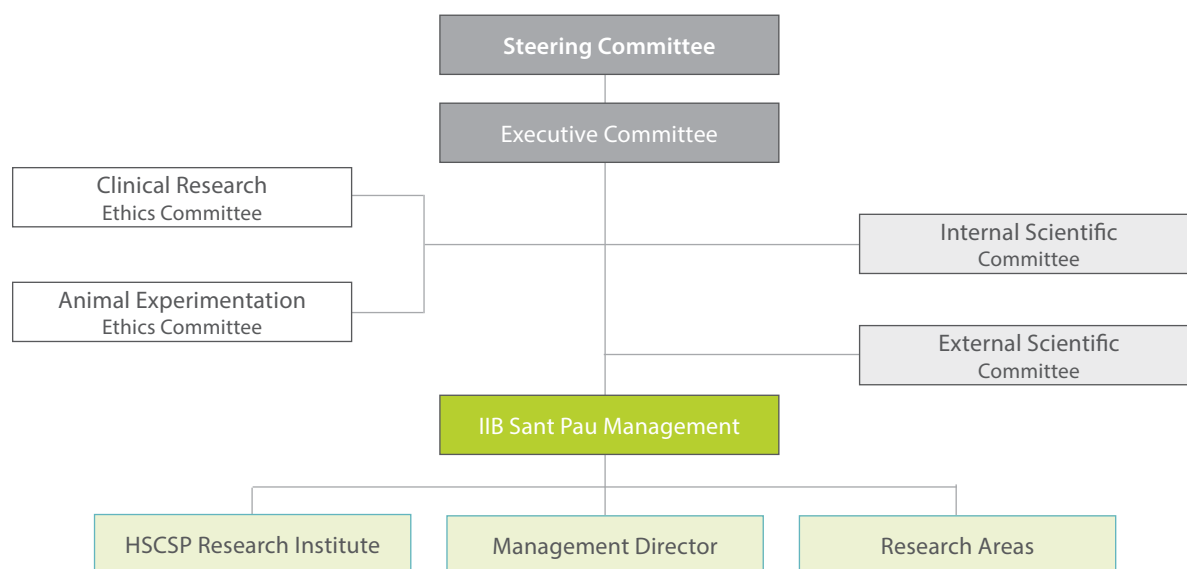 Steering Committee
Executive Committee
Clinical Research
Ethics Committee
Internal Scientific
Committee
Animal Experimentation
Ethics Committee
External Scientific
Committee
IIB Sant Pau Management
HSCSP Research Institute
Management Director
Research Areas